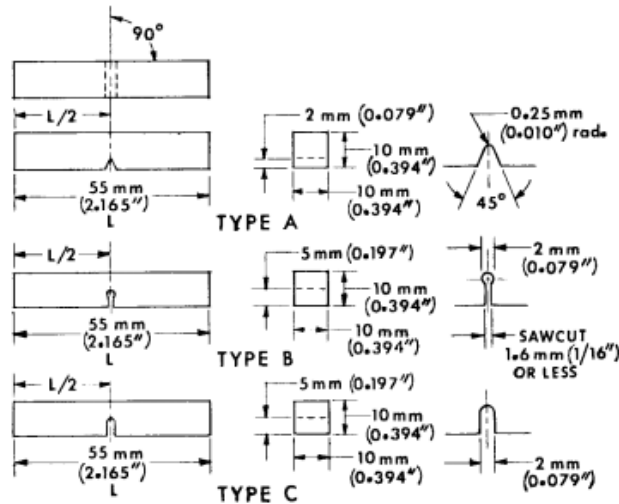 90°
L/2
2 mm (0.079")
0.25 mm
(0.010") rad.
10 mm
(0.394")
55 mm
(2.165")
L
10 mm
(0.394")
45°
TYPE A
L/2
5 mm (0.197")
2 mm
(0.079")
10 mm
(0.394")
55 mm
(2.165")
L
10 mm
(0.394")
SAWCUT
1.6 mm (1/16")
OR LESS
TYPE B
L/2
5 mm (0.197")
10 mm
(0.394")
55 mm
(2.165")
L
10 mm
(0.394")
2 mm
(0.079")
TYPE C